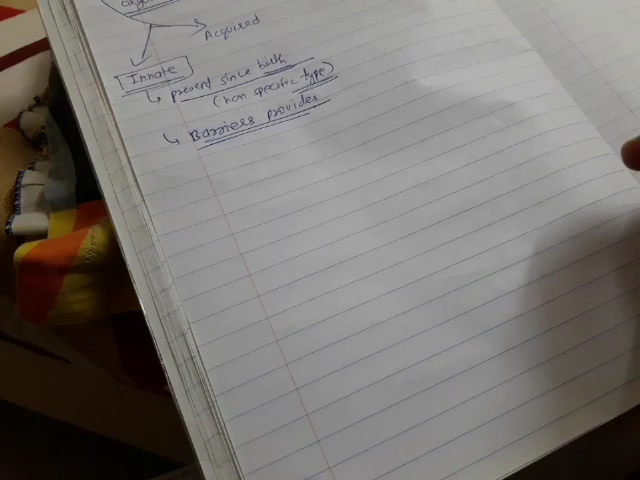 Acquired
Innate
↳ present since birth
(non specific type)
↳ Barriers provides